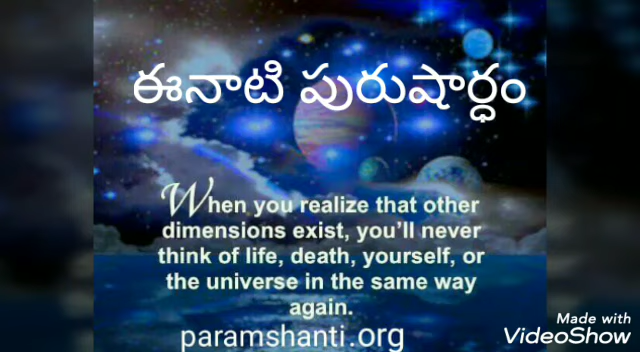 ఈనాటి పురుషార్ధం
When you realize that other
dimensions exist, you'll never
think of life, death, yourself, or
the universe in the same way
again.
paramshanti.org
Made with
VideoShow